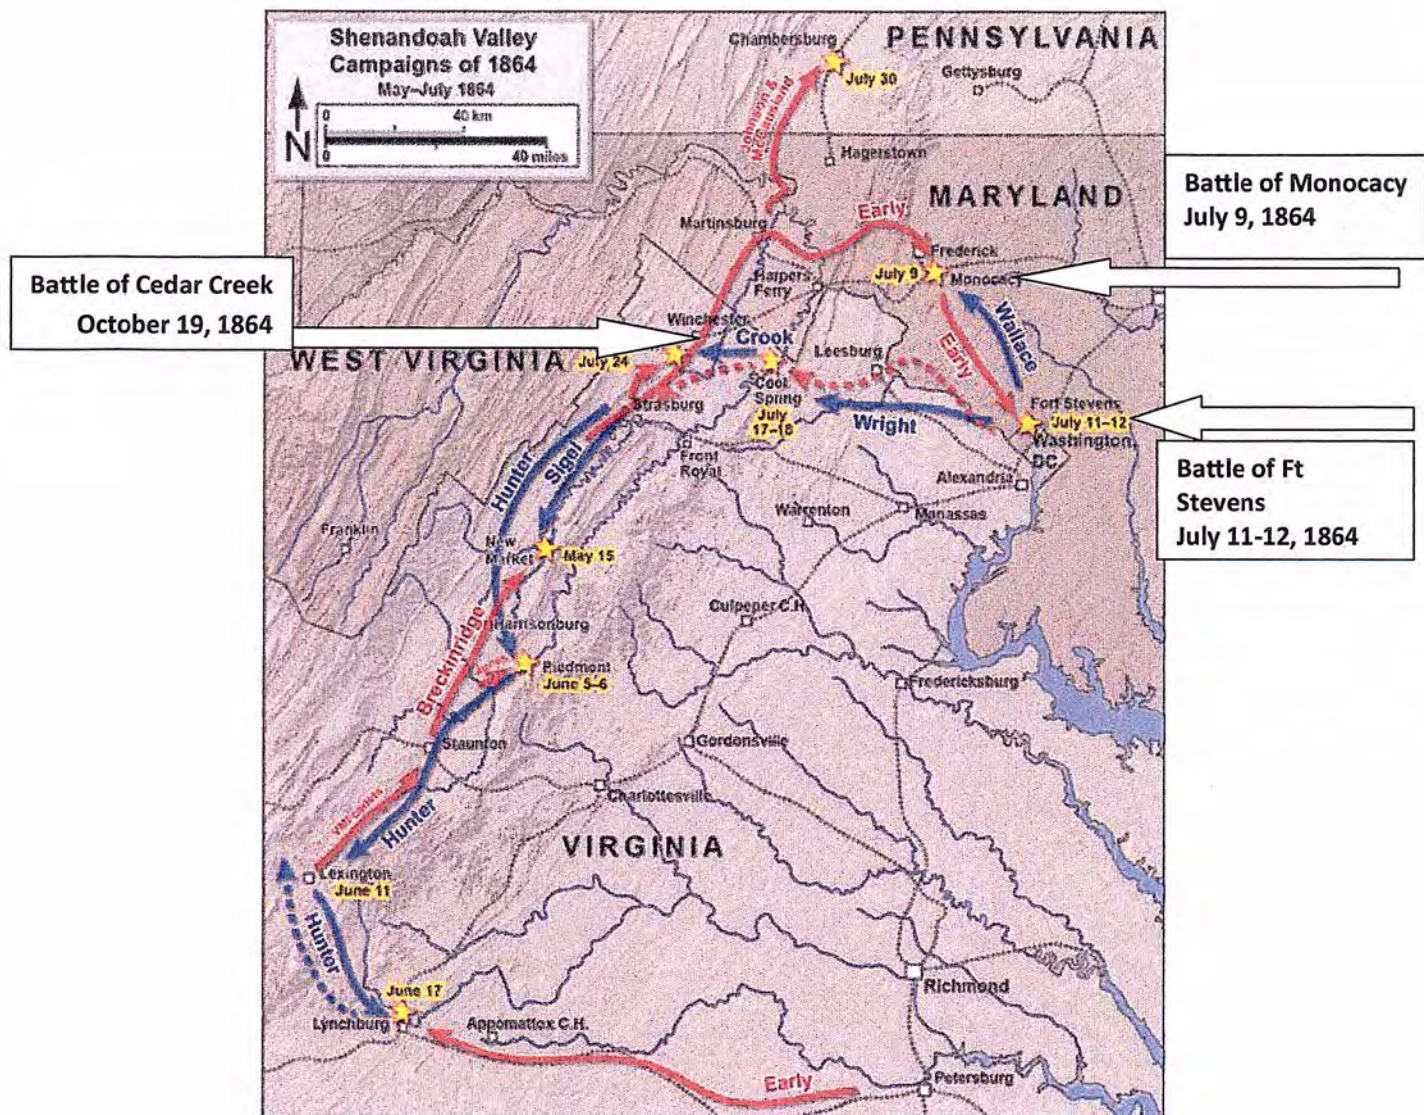 Shenandoah Valley
Campaigns of 1864
May–July 1864
0 40 km
0 40 miles
N
Chambersburg
PENNSYLVANIA
July 30
Gettysburg
Johnson &
McCausland
Hagerstown
MARYLAND
Battle of Monocacy
July 9, 1864
Martinsburg
Early
Frederick
July 9
Monocacy
Harpers
Ferry
Battle of Cedar Creek
October 19, 1864
Winchester
WEST VIRGINIA
July 24
Crook
Leesburg
Early
Wallace
Cool
Spring
July
17–18
Strasburg
Wright
Fort Stevens
July 11–12
Washington,
DC
Battle of Ft
Stevens
July 11-12, 1864
Hunter
Sigel
Front
Royal
Alexandria
Franklin
Warrenton
Manassas
New
Market
May 15
Culpeper C.H.
Harrisonburg
Breckinridge
Piedmont
June 5–6
Fredericksburg
Staunton
Gordonsville
VMI cadets
Hunter
Charlottesville
VIRGINIA
Lexington
June 11
Hunter
June 17
Richmond
Lynchburg
Appomattox C.H.
Early
Petersburg